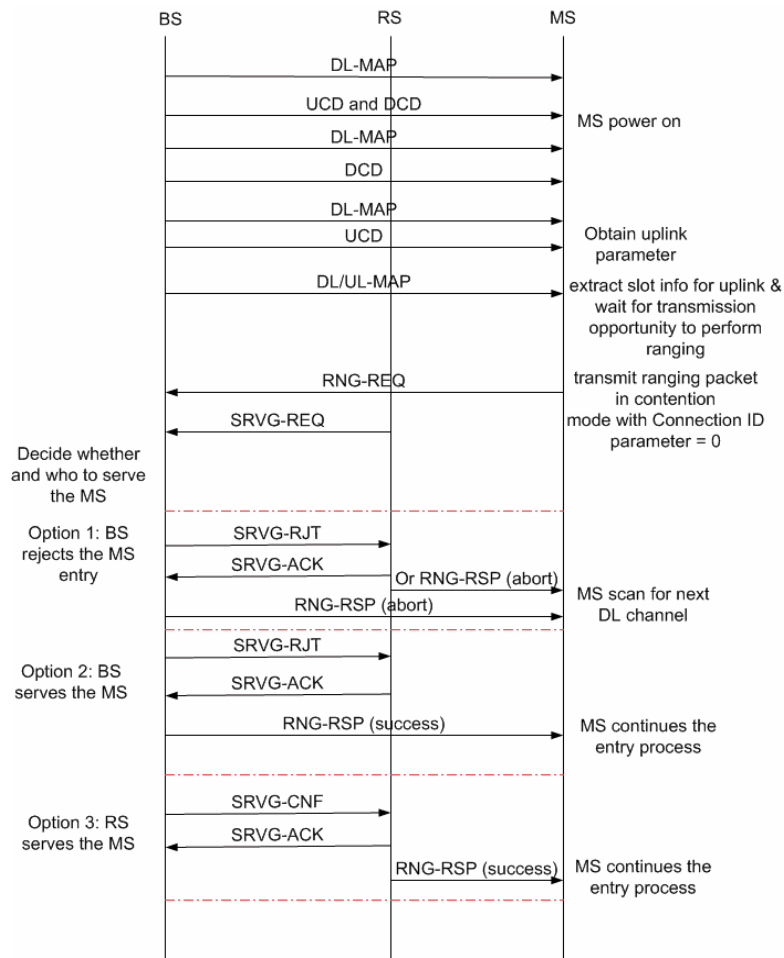 BS RS MS
DL-MAP
UCD and DCD
MS power on
DL-MAP
DCD
DL-MAP
UCD
Obtain uplink
parameter
DL/UL-MAP
extract slot info for uplink &
wait for transmission
opportunity to perform
ranging
RNG-REQ
transmit ranging packet
in contention
mode with Connection ID
parameter = 0
SRVG-REQ
Decide whether
and who to serve
the MS
Option 1: BS
rejects the MS
entry
SRVG-RJT
SRVG-ACK
Or RNG-RSP (abort)
RNG-RSP (abort)
MS scan for next
DL channel
Option 2: BS
serves the MS
SRVG-RJT
SRVG-ACK
RNG-RSP (success)
MS continues the
entry process
Option 3: RS
serves the MS
SRVG-CNF
SRVG-ACK
RNG-RSP (success)
MS continues the
entry process